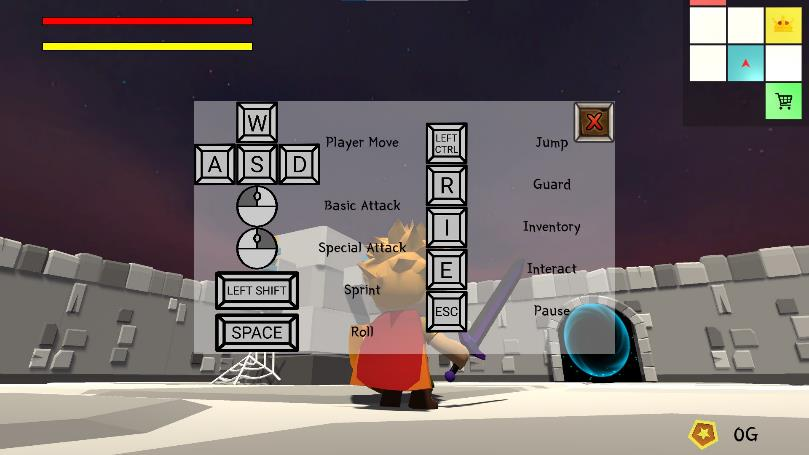 W
Player Move
A S D
Basic Attack
Special Attack
LEFT SHIFT
Sprint
SPACE
Roll
LEFT
CTRL
Jump
R
Guard
I
Inventory
E
Interact
ESC
Pause
0G